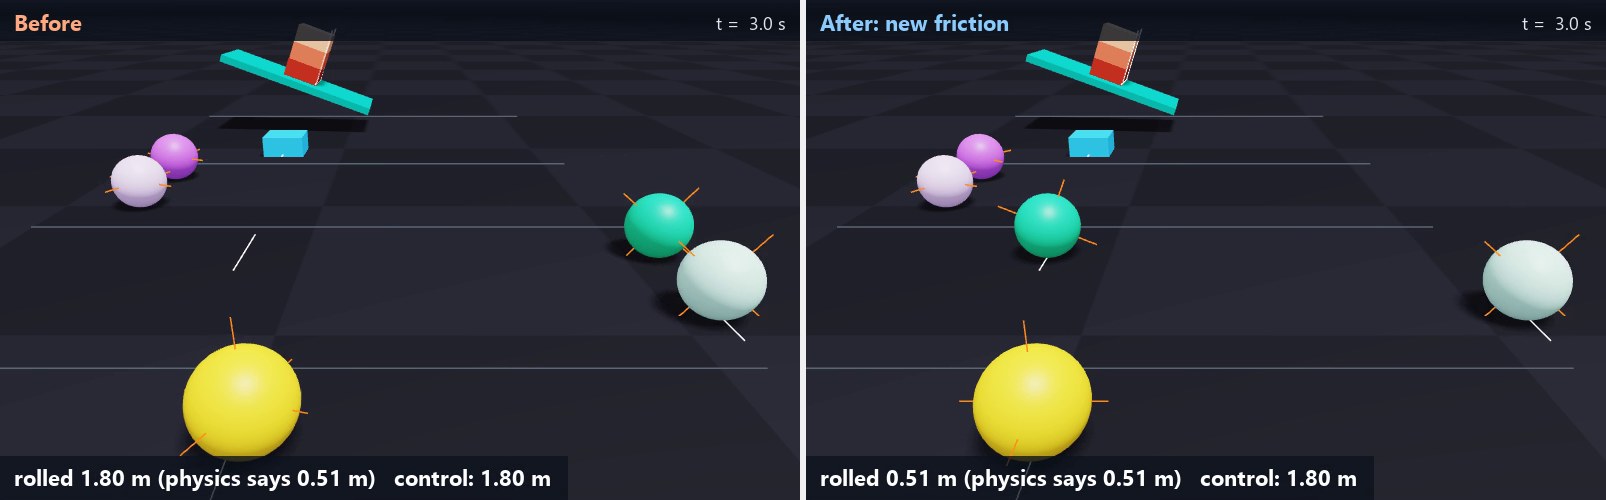 Before
t = 3.0 s
rolled 1.80 m (physics says 0.51 m) control: 1.80 m
After: new friction
t = 3.0 s
rolled 0.51 m (physics says 0.51 m) control: 1.80 m